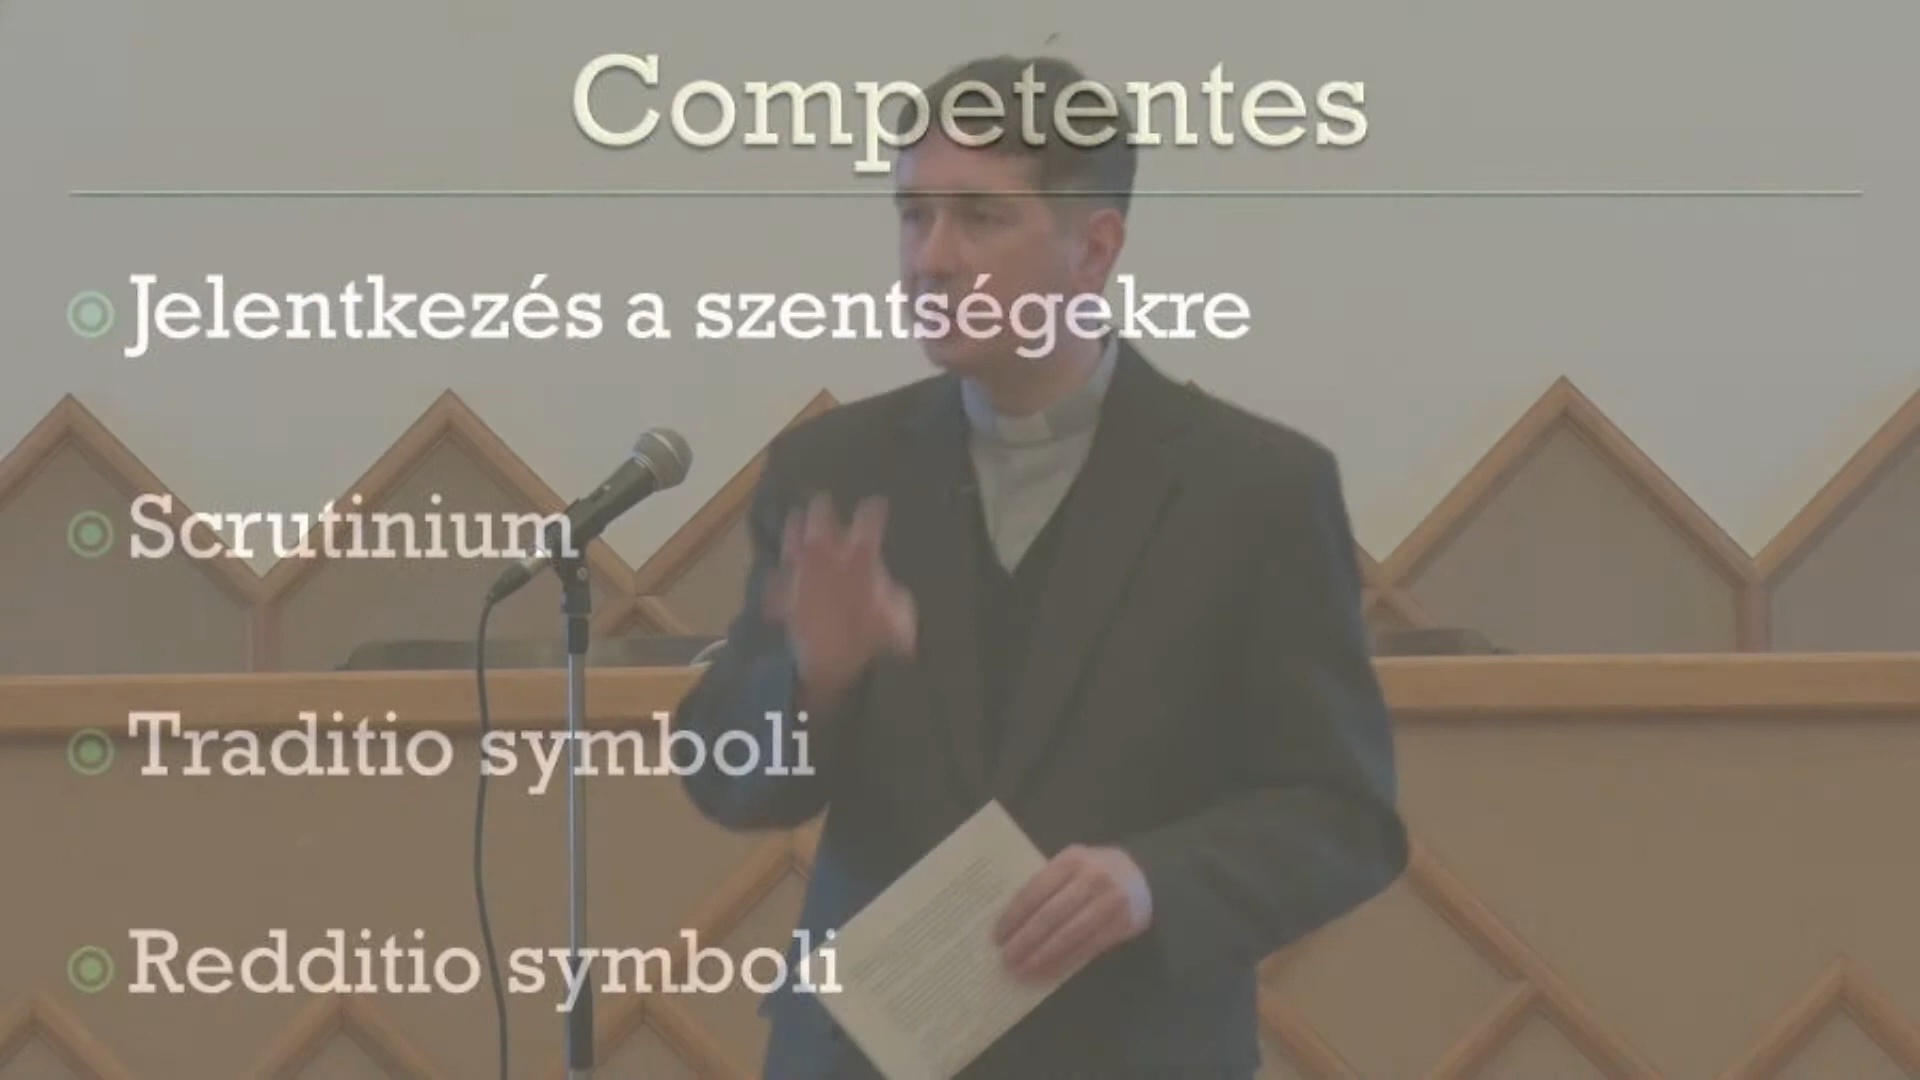 Competentes
Jelentkezés a szentségekre
Scrutinium
Traditio symboli
Redditio symboli